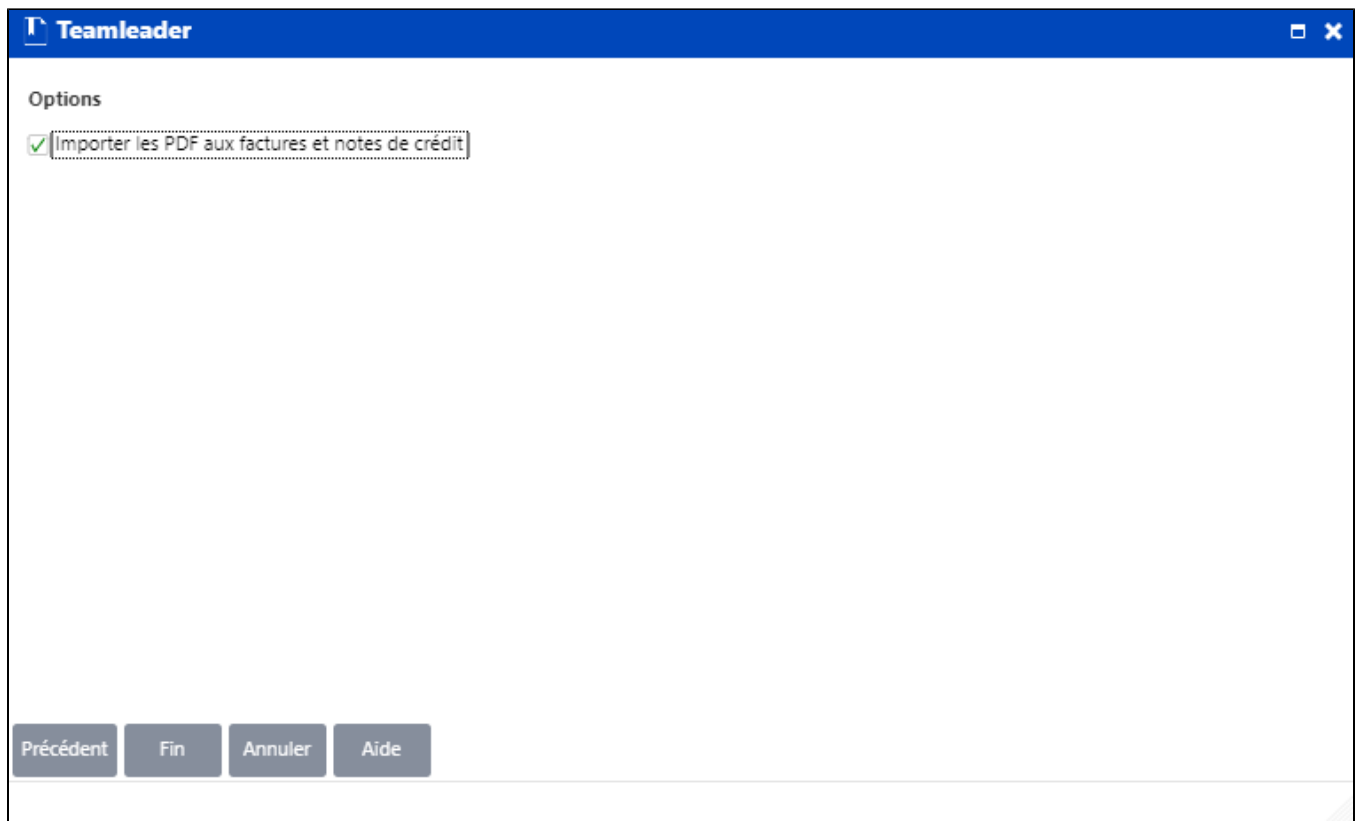 Teamleader
Options
Importer les PDF aux factures et notes de crédit
Précédent Fin Annuler Aide